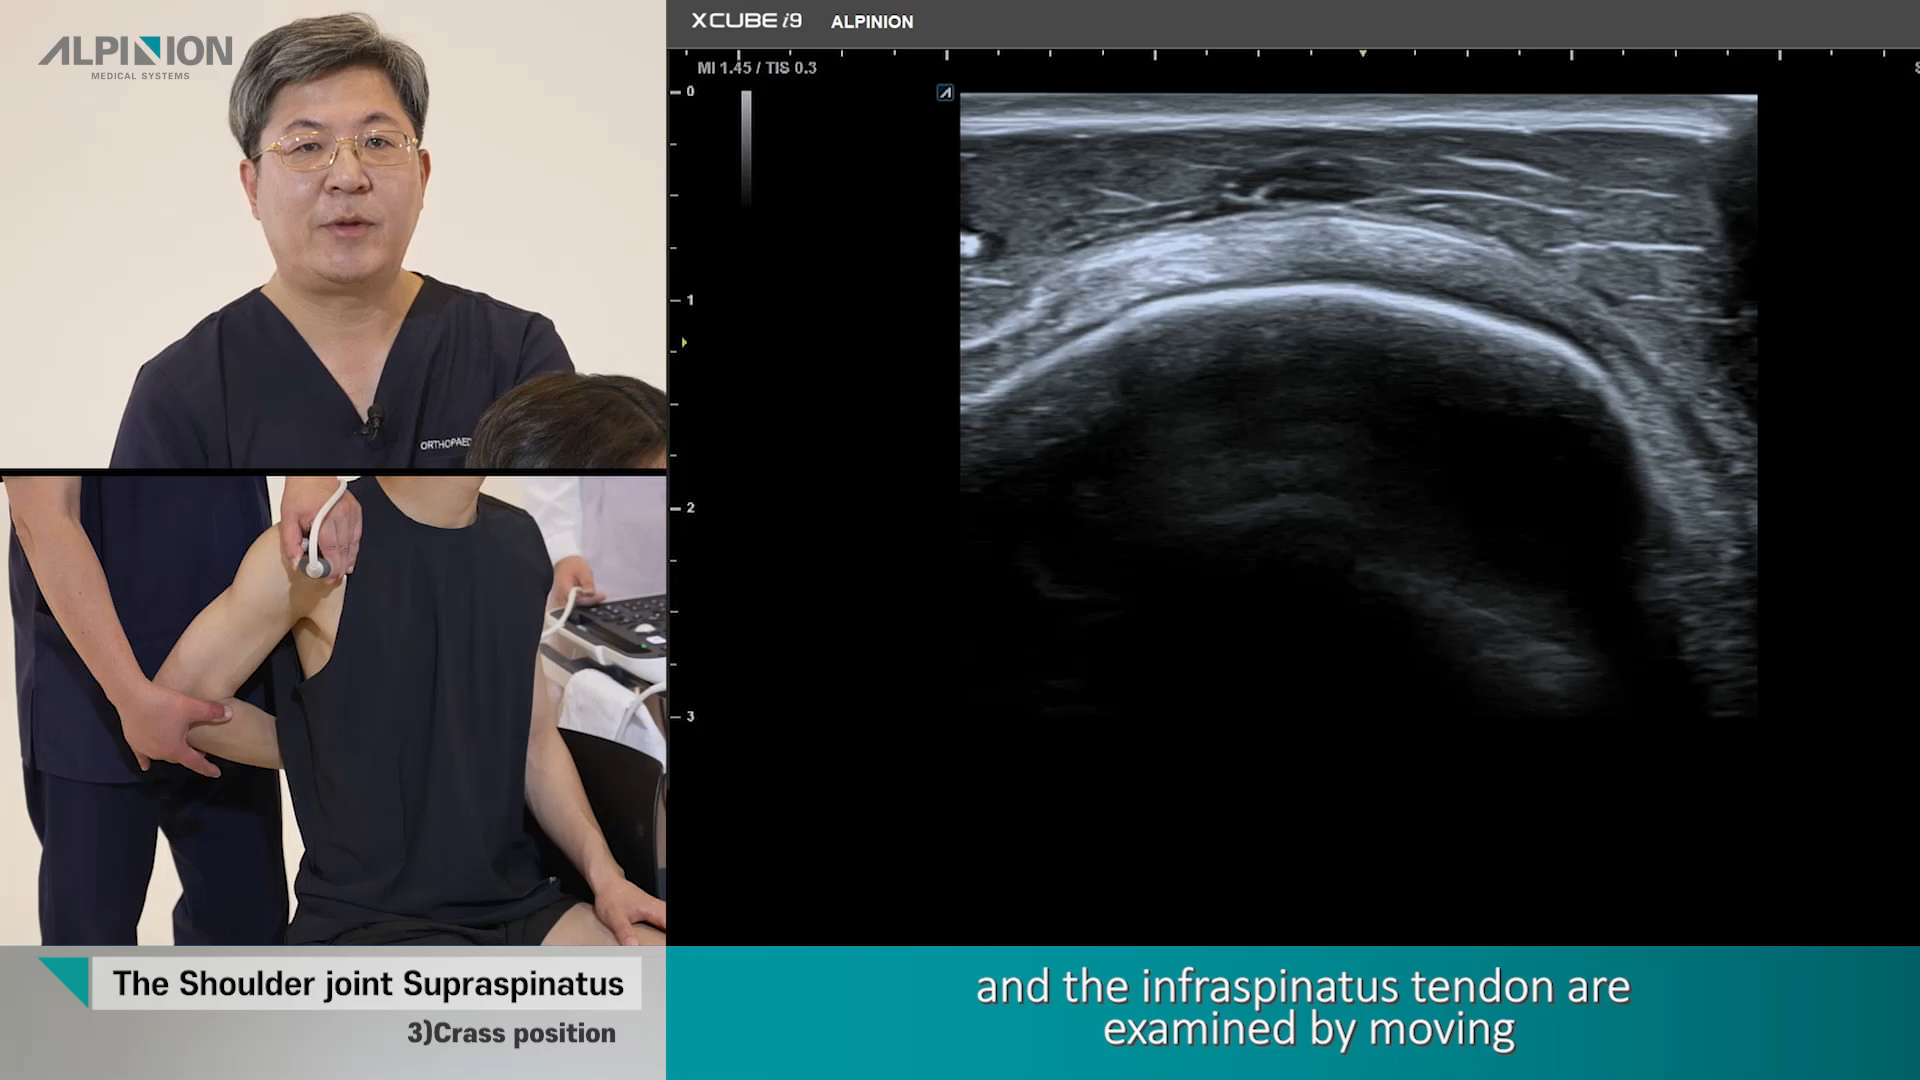 ALPINION
MEDICAL SYSTEMS
ORTHOPAED
XCUBE i9 ALPINION
MI 1.45 / TIS 0.3
0
1
2
3
The Shoulder joint Supraspinatus
3)Crass position
and the infraspinatus tendon are
examined by moving